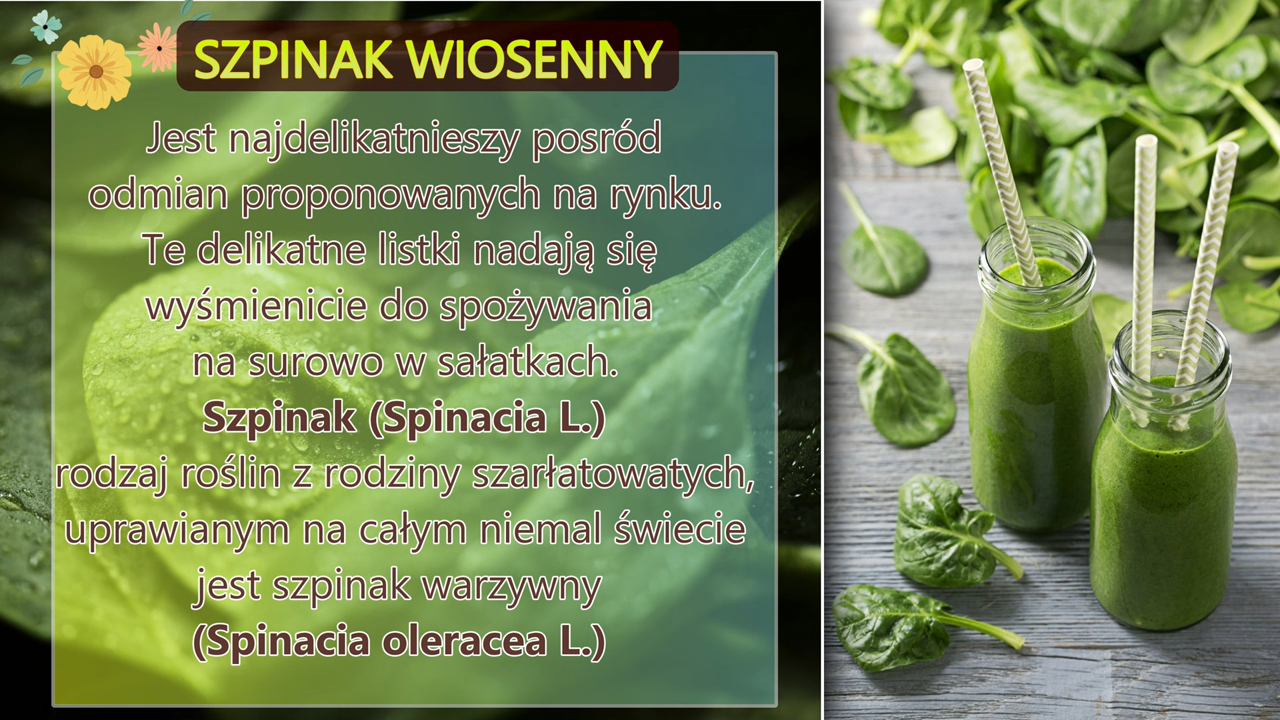 SZPINAK WIOSENNY
Jest najdelikatnieszy posród
odmian proponowanych na rynku.
Te delikatne listki nadają się
wyśmienicie do spożywania
na surowo w sałatkach.
Szpinak (Spinacia L.)
rodzaj roślin z rodziny szarłatowatych,
uprawianym na całym niemal świecie
jest szpinak warzywny
(Spinacia oleracea L.)